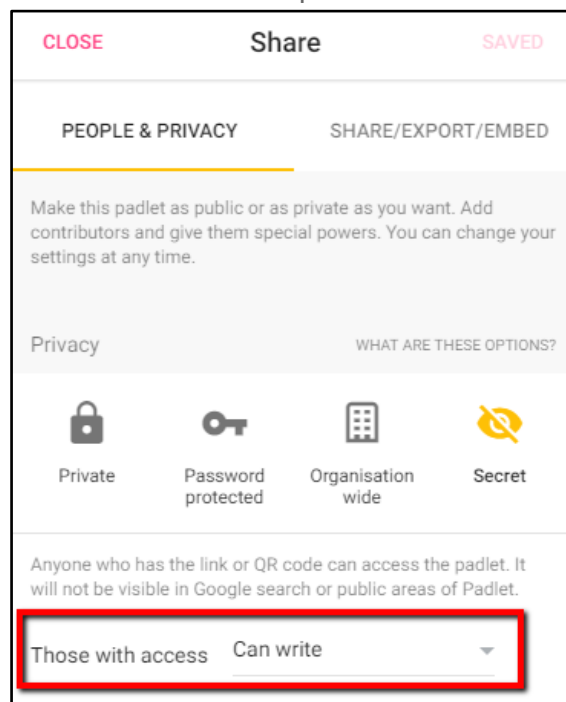 CLOSE Share SAVED
PEOPLE & PRIVACY SHARE/EXPORT/EMBED
Make this padlet as public or as private as you want. Add
contributors and give them special powers. You can change your
settings at any time.
Privacy WHAT ARE THESE OPTIONS?
Private Password Organisation Secret
protected wide
Anyone who has the link or QR code can access the padlet. It
will not be visible in Google search or public areas of Padlet.
Those with access Can write